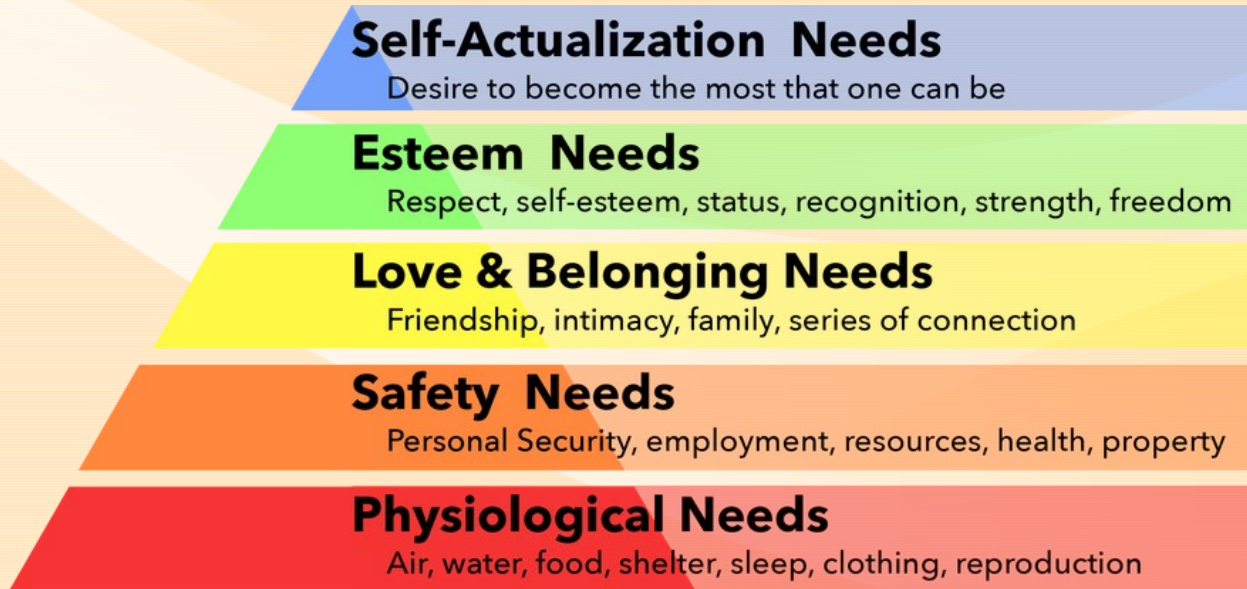 Self-Actualization Needs
Desire to become the most that one can be
Esteem Needs
Respect, self-esteem, status, recognition, strength, freedom
Love & Belonging Needs
Friendship, intimacy, family, series of connection
Safety Needs
Personal Security, employment, resources, health, property
Physiological Needs
Air, water, food, shelter, sleep, clothing, reproduction